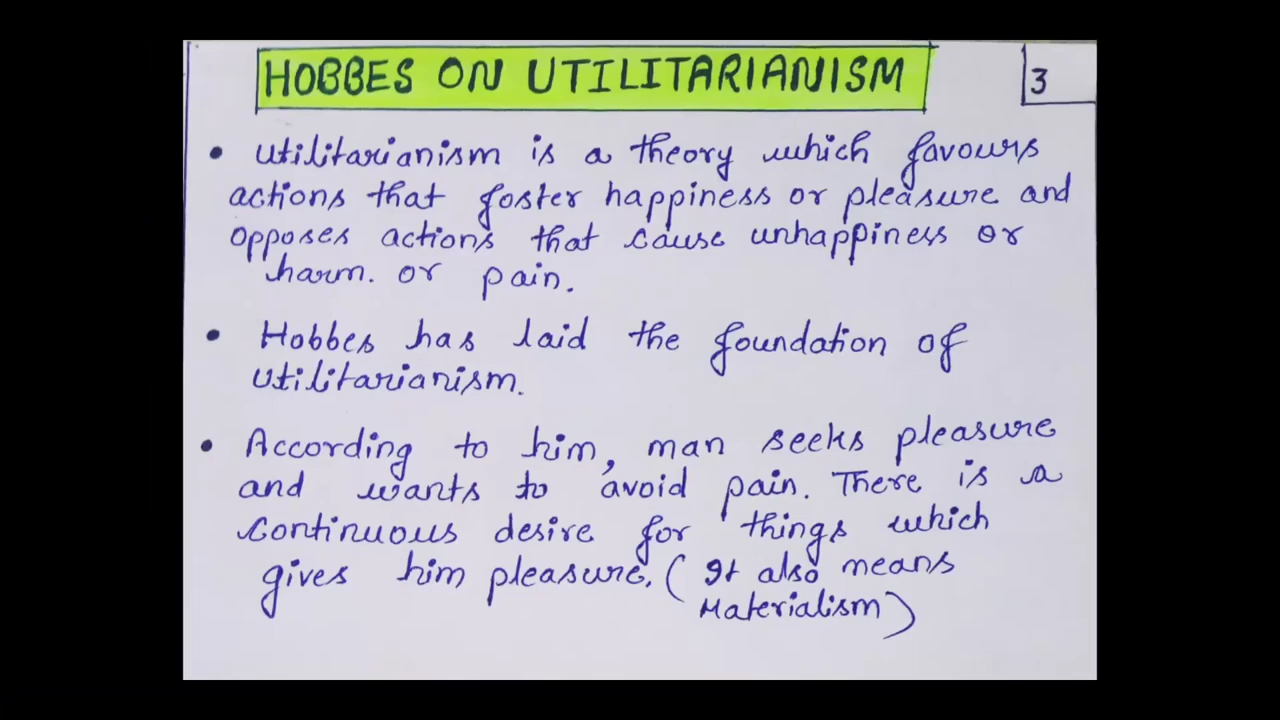 HOBBES ON UTILITARIANISM
3
• Utilitarianism is a theory which favours
actions that foster happiness or pleasure and
opposes actions that cause unhappiness or
harm. or pain.
• Hobbes has laid the foundation of
Utilitarianism.
• According to him, man seeks pleasure
and wants to avoid pain. There is a
continuous desire for things which
gives him pleasure. (It also means
Materialism)